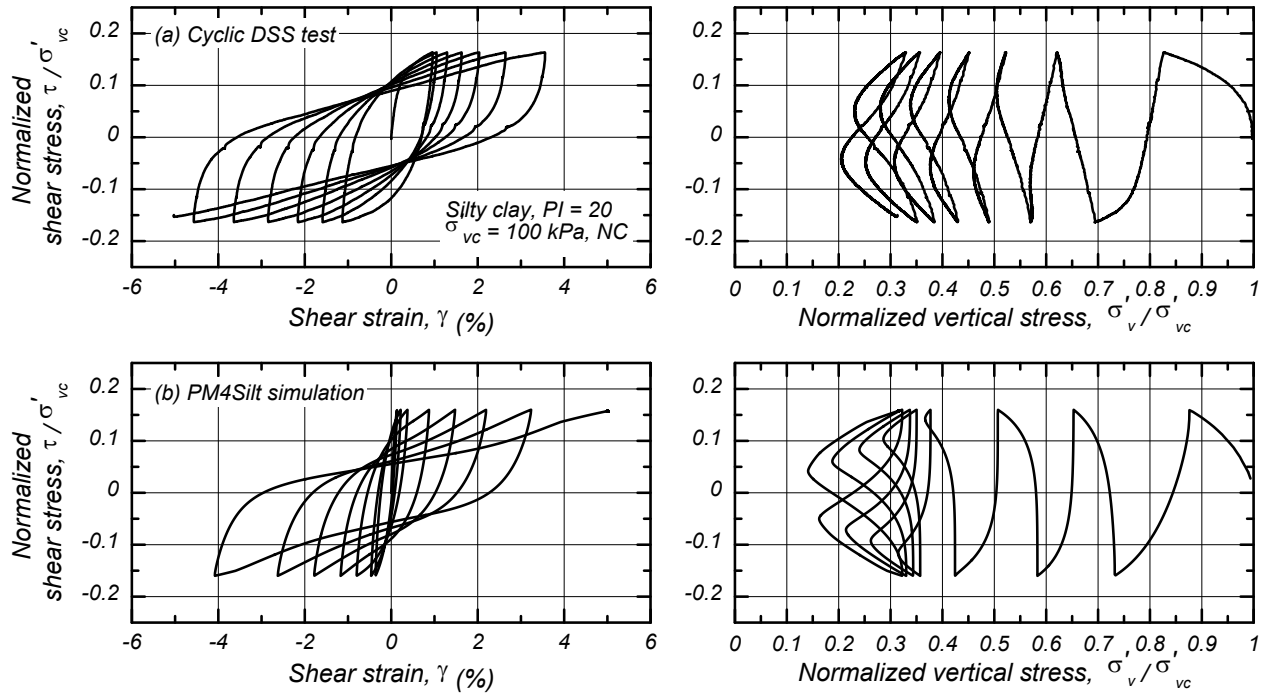 (a) Cyclic DSS test
Normalized
shear stress, τ / σ'vc
0.2
0.1
0
-0.1
-0.2
Silty clay, PI = 20
σ'vc = 100 kPa, NC
-6 -4 -2 0 2 4 6
Shear strain, γ (%)
0.2
0.1
0
-0.1
-0.2
0 0.1 0.2 0.3 0.4 0.5 0.6 0.7 0.8 0.9 1
Normalized vertical stress, σ'v/σ'vc
(b) PM4Silt simulation
Normalized
shear stress, τ / σ'vc
0.2
0.1
0
-0.1
-0.2
-6 -4 -2 0 2 4 6
Shear strain, γ (%)
0.2
0.1
0
-0.1
-0.2
0 0.1 0.2 0.3 0.4 0.5 0.6 0.7 0.8 0.9 1
Normalized vertical stress, σ'v/σ'vc